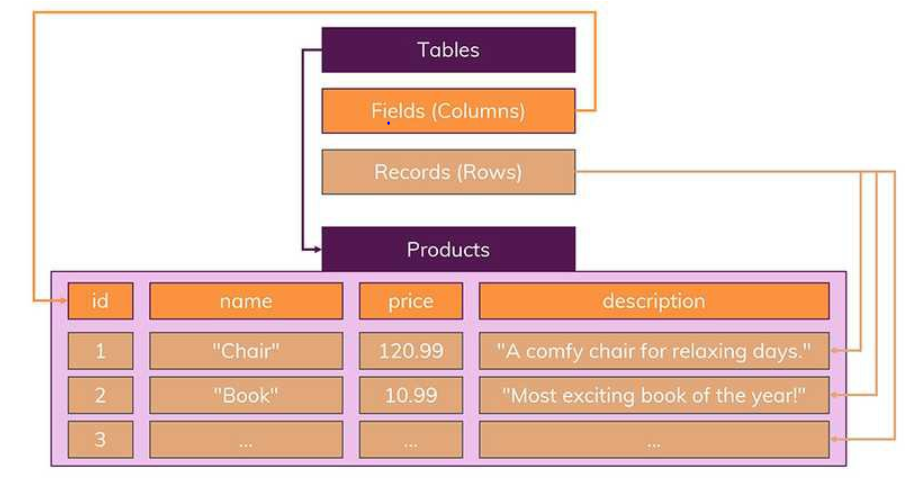 Tables
Fields (Columns)
Records (Rows)
Products
id name price description
1 "Chair" 120.99 "A comfy chair for relaxing days."
2 "Book" 10.99 "Most exciting book of the year!"
3 ... ... ...